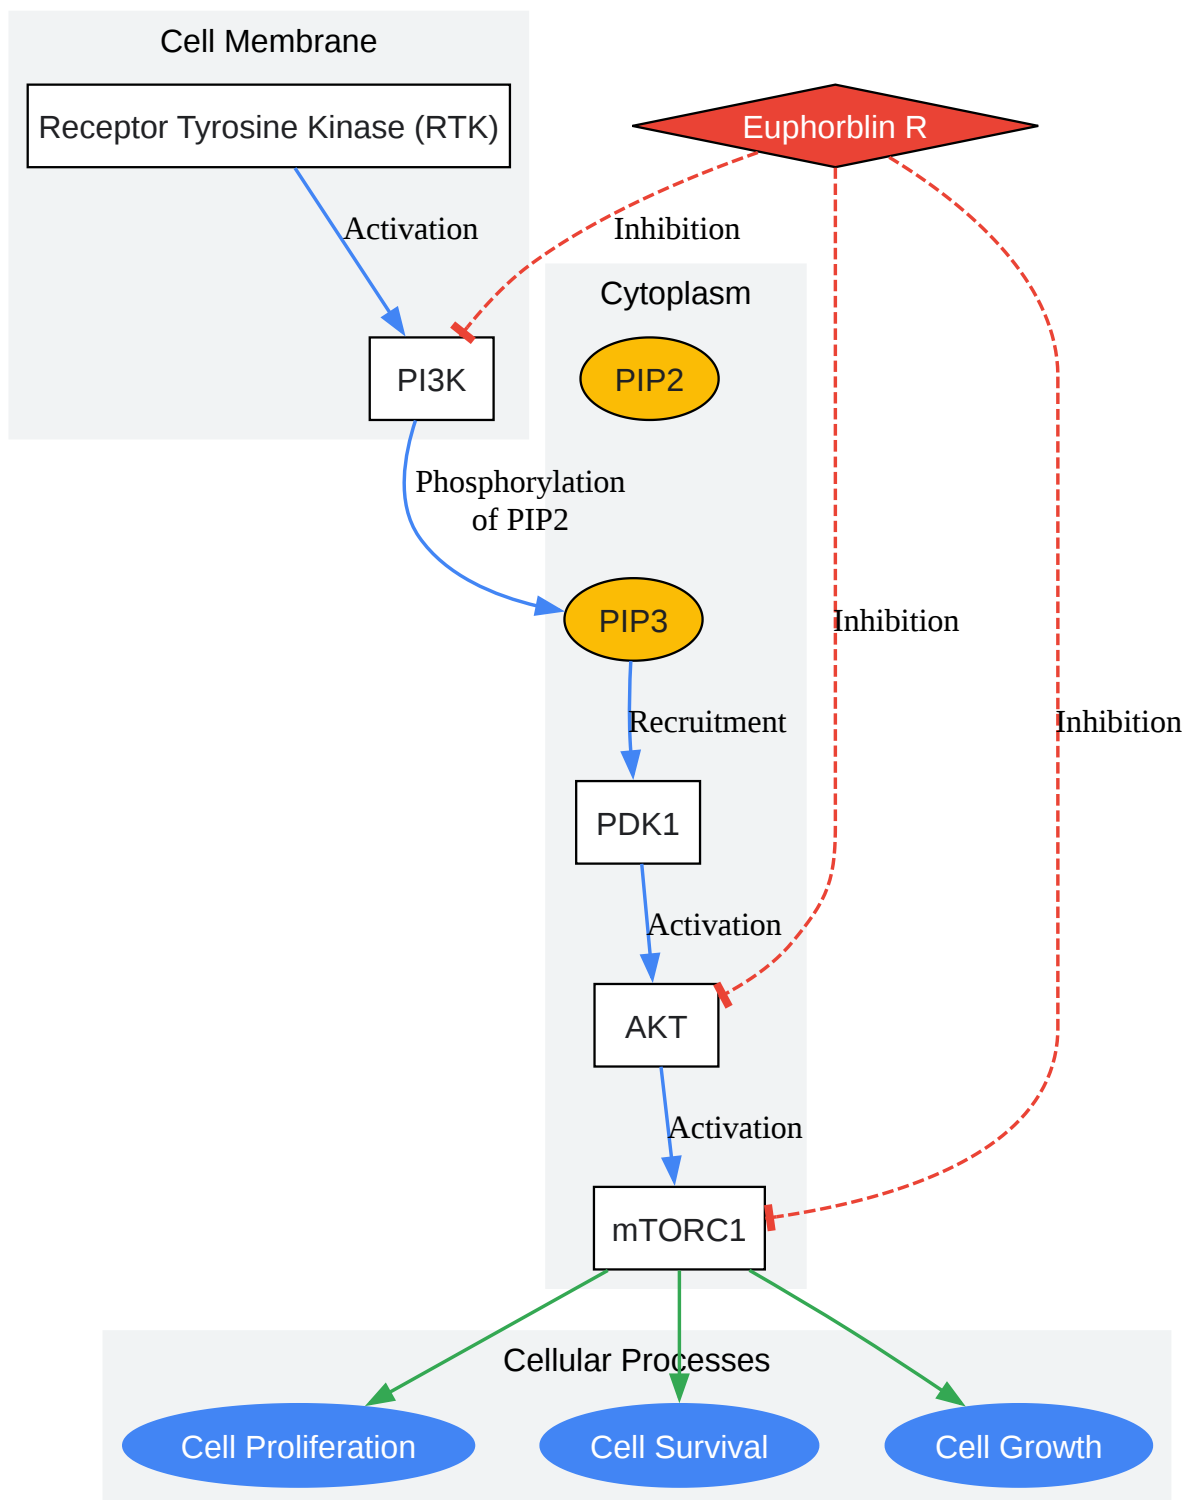 Cell Membrane
Receptor Tyrosine Kinase (RTK)
Euphorblin R
Activation
Inhibition
Cytoplasm
PI3K
PIP2
Phosphorylation
of PIP2
PIP3
Inhibition
Recruitment
Inhibition
PDK1
Activation
AKT
Activation
mTORC1
Cellular Processes
Cell Proliferation
Cell Survival
Cell Growth